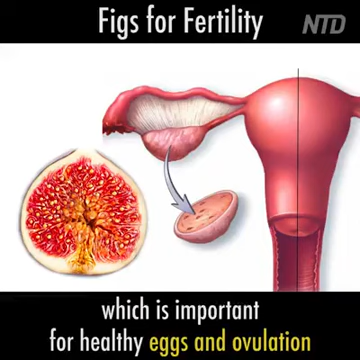 Figs for Fertility
NTD
which is important
for healthy eggs and ovulation